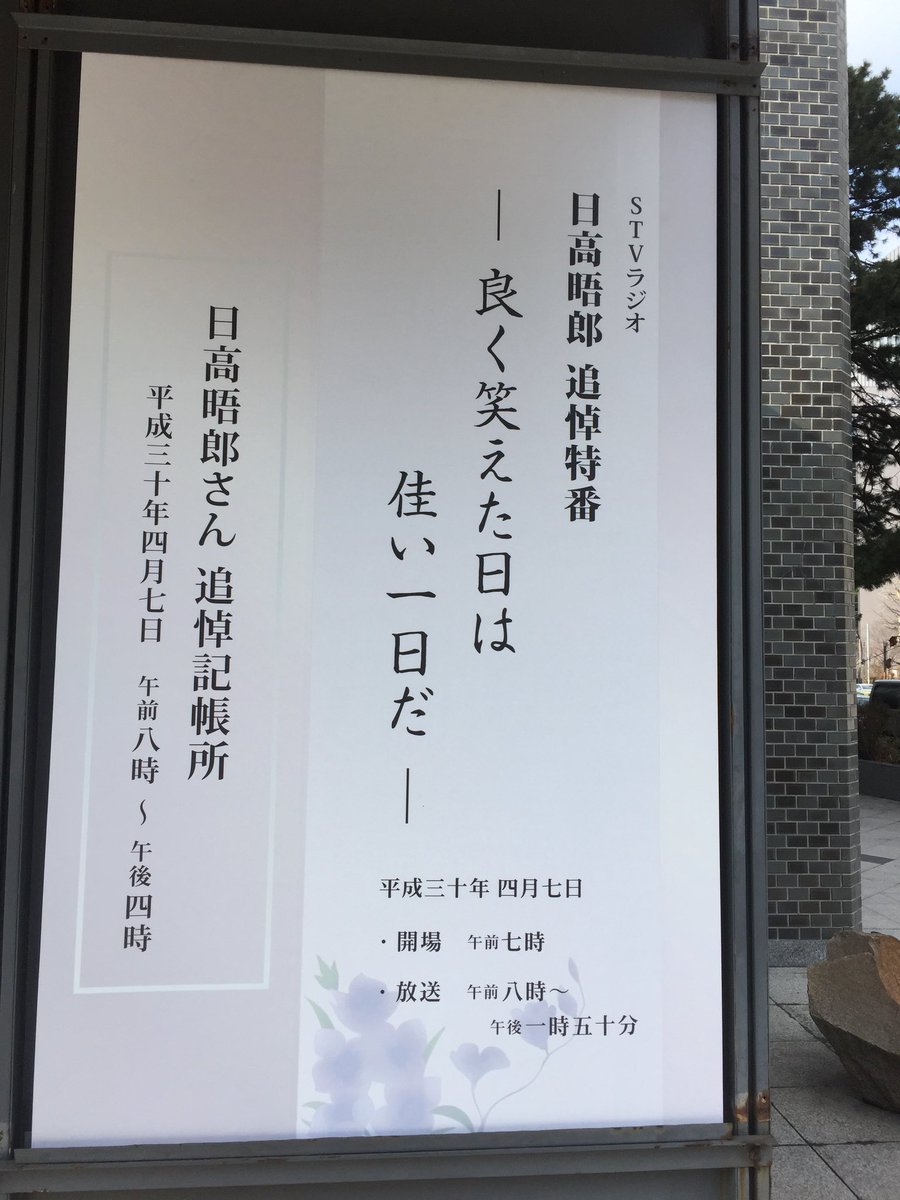 STVラジオ
日高晤郎 追悼特番
― 良く笑えた日は
佳い一日だ ―
平成三十年 四月七日
・開場 午前七時
・放送 午前八時～
午後一時五十分
日高晤郎さん 追悼記帳所
平成三十年四月七日 午前八時～午後四時